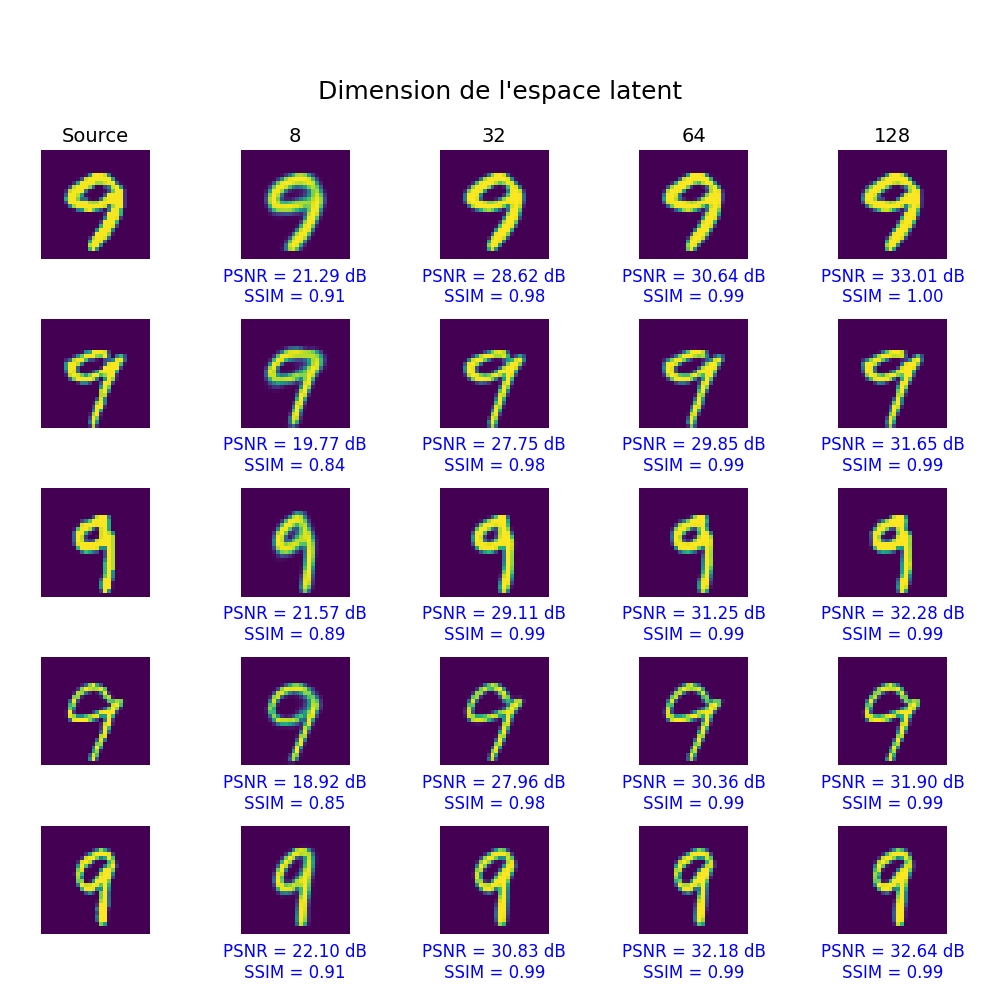 Dimension de l'espace latent
Source 8 32 64 128
PSNR = 21.29 dB PSNR = 28.62 dB PSNR = 30.64 dB PSNR = 33.01 dB
SSIM = 0.91 SSIM = 0.98 SSIM = 0.99 SSIM = 1.00
PSNR = 19.77 dB PSNR = 27.75 dB PSNR = 29.85 dB PSNR = 31.65 dB
SSIM = 0.84 SSIM = 0.98 SSIM = 0.99 SSIM = 0.99
PSNR = 21.57 dB PSNR = 29.11 dB PSNR = 31.25 dB PSNR = 32.28 dB
SSIM = 0.89 SSIM = 0.99 SSIM = 0.99 SSIM = 0.99
PSNR = 18.92 dB PSNR = 27.96 dB PSNR = 30.36 dB PSNR = 31.90 dB
SSIM = 0.85 SSIM = 0.98 SSIM = 0.99 SSIM = 0.99
PSNR = 22.10 dB PSNR = 30.83 dB PSNR = 32.18 dB PSNR = 32.64 dB
SSIM = 0.91 SSIM = 0.99 SSIM = 0.99 SSIM = 0.99